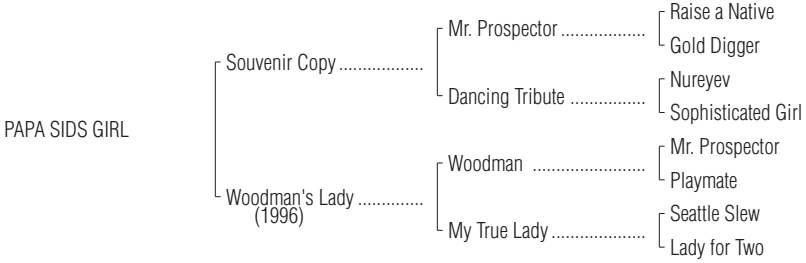 Raise a Native
Mr. Prospector ..................
Gold Digger
Souvenir Copy ..................
Nureyev
Dancing Tribute ................
Sophisticated Girl
PAPA SIDS GIRL
Mr. Prospector
Woodman ........................
Playmate
Woodman's Lady ..............
(1996)
Seattle Slew
My True Lady ....................
Lady for Two